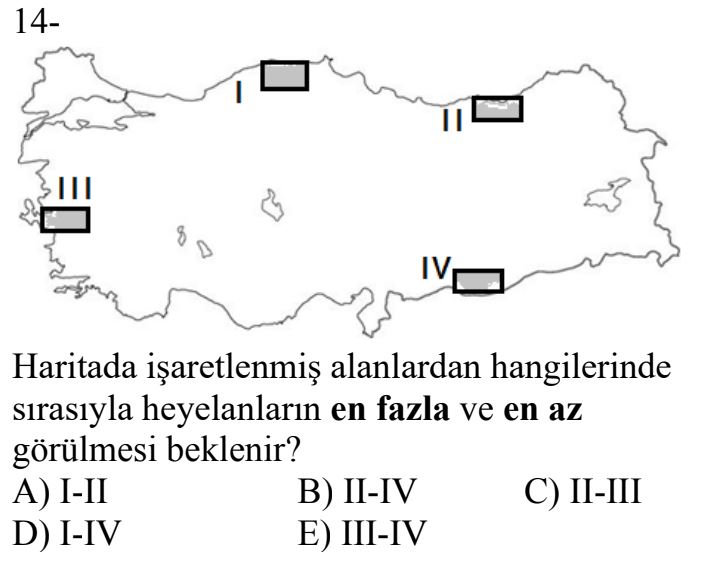 14-
I
II
III
IV
Haritada işaretlenmiş alanlardan hangilerinde
sırasıyla heyelanların en fazla ve en az
görülmesi beklenir?
A) I-II B) II-IV C) II-III
D) I-IV E) III-IV